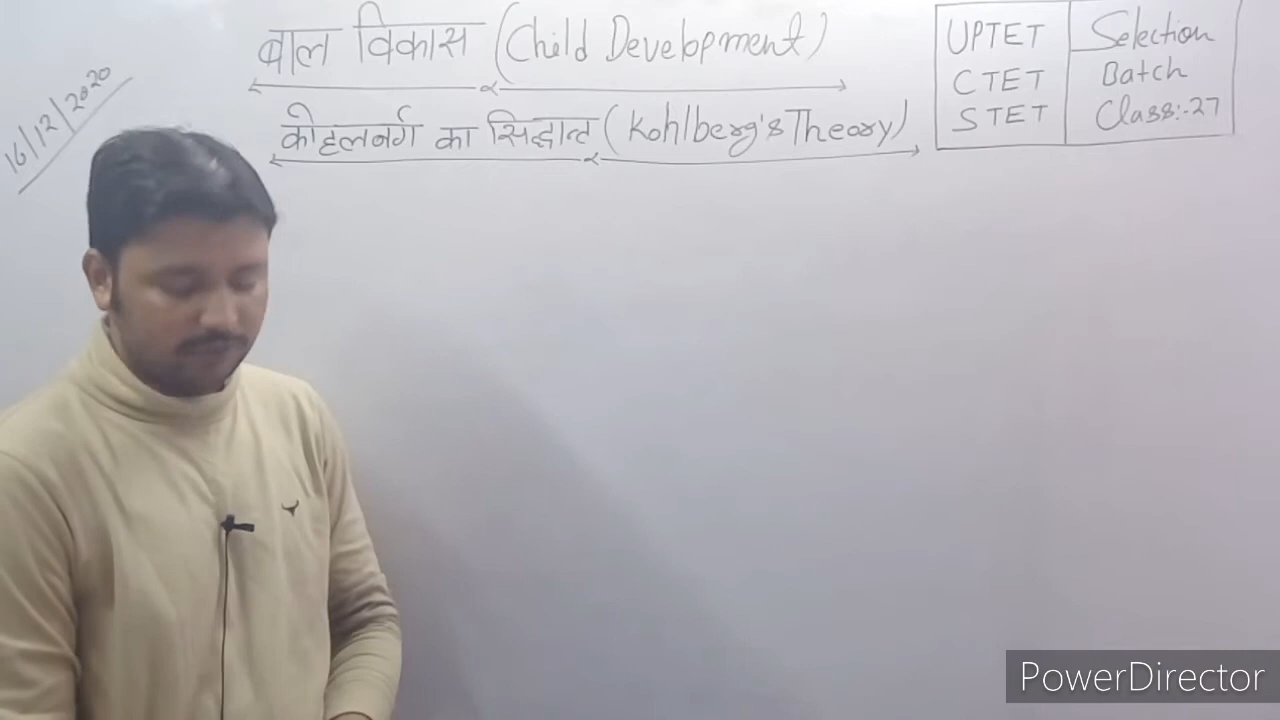 बाल विकास (Child Development)
कोहलबर्ग का सिद्धान्त (Kohlberg's Theory)
16/12/2020
UPTET Selection
CTET Batch
STET Class:-27
PowerDirector